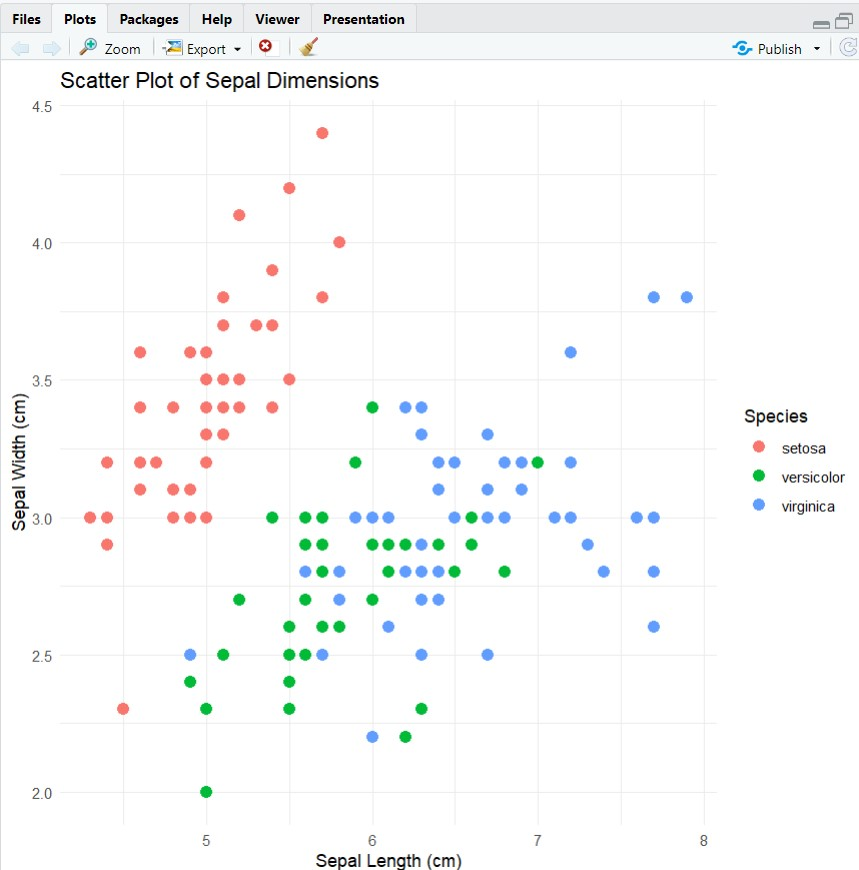 Files Plots Packages Help Viewer Presentation
Zoom Export Publish
Scatter Plot of Sepal Dimensions
4.5
4.0
3.5
3.0
2.5
2.0
Sepal Width (cm)
5 6 7 8
Sepal Length (cm)
Species
setosa
versicolor
virginica